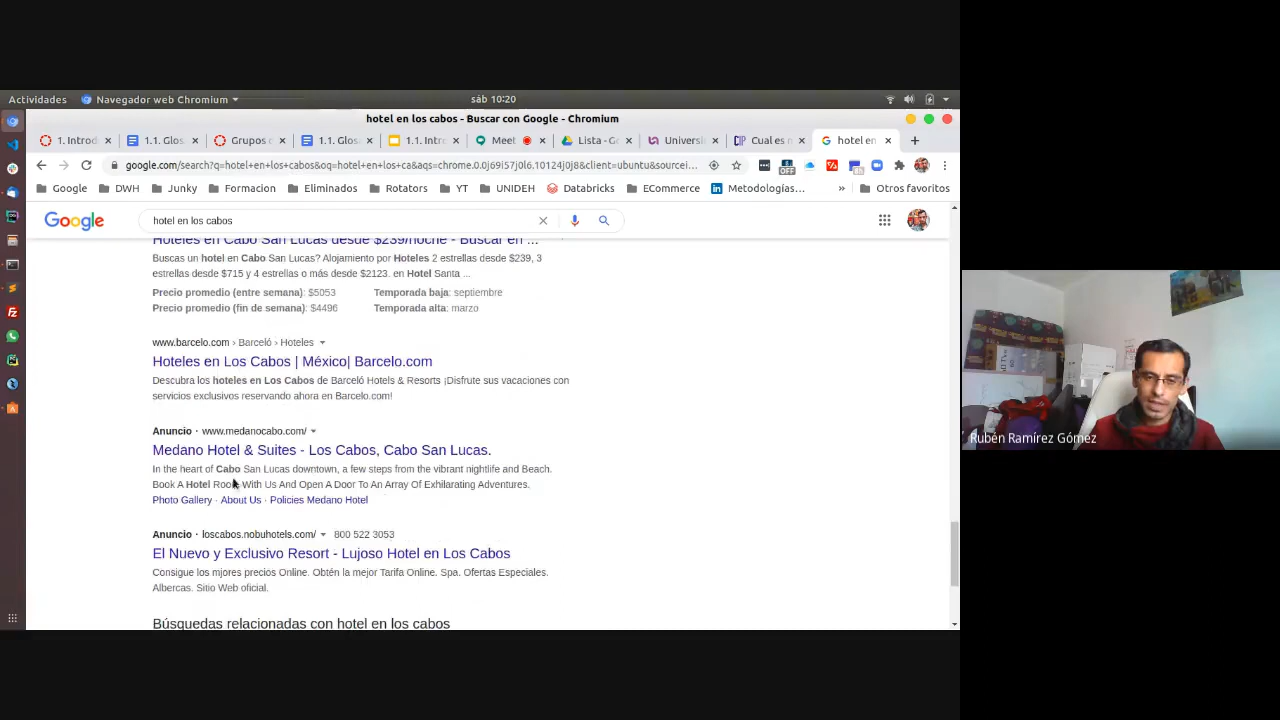 Actividades Navegador web Chromium sáb 10:20
hotel en los cabos - Buscar con Google - Chromium
1. Introd 1.1. Glos Grupos 1.1. Glosa 1.1. Intr Meet Lista - Go Universi Cual es m hotel en
google.com/search?q=hotel+en+los+cabos&oq=hotel+en+los+ca&aqs=chrome.0.0j69i57j0l6.10124j0j8&client=ubuntu&sourcei... OFF
Google DWH Junky Formacion Eliminados Rotators YT UNIDEH Databricks ECommerce Metodologías... » Otros favoritos
Google hotel en los cabos
Hoteles en Cabo San Lucas desde $239/noche - Buscar en ...
Buscas un hotel en Cabo San Lucas? Alojamiento por Hoteles 2 estrellas desde $239, 3
estrellas desde $715 y 4 estrellas o más desde $2123. en Hotel Santa ...
Precio promedio (entre semana): $5053 Temporada baja: septiembre
Precio promedio (fin de semana): $4496 Temporada alta: marzo
www.barcelo.com › Barceló › Hoteles
Hoteles en Los Cabos | México| Barcelo.com
Descubra los hoteles en Los Cabos de Barceló Hotels & Resorts ¡Disfrute sus vacaciones con
servicios exclusivos reservando ahora en Barcelo.com!
Anuncio · www.medanocabo.com/
Medano Hotel & Suites - Los Cabos, Cabo San Lucas.
In the heart of Cabo San Lucas downtown, a few steps from the vibrant nightlife and Beach.
Book A Hotel Room With Us And Open A Door To An Array Of Exhilarating Adventures.
Photo Gallery · About Us · Policies Medano Hotel
Anuncio · loscabos.nobuhotels.com/ 800 522 3053
El Nuevo y Exclusivo Resort - Lujoso Hotel en Los Cabos
Consigue los mjores precios Online. Obtén la mejor Tarifa Online. Spa. Ofertas Especiales.
Albercas. Sitio Web oficial.
Búsquedas relacionadas con hotel en los cabos
Rubén Ramírez Gómez